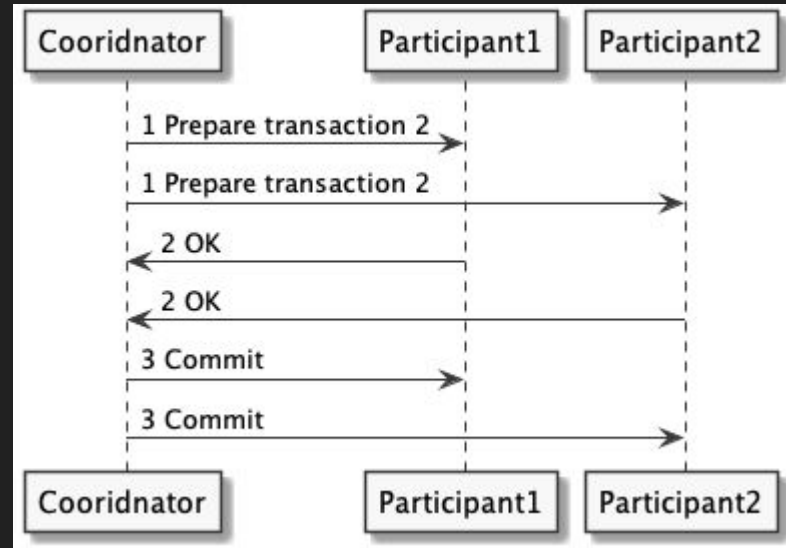 Cooridnator Participant1 Participant2
1 Prepare transaction 2
1 Prepare transaction 2
2 OK
2 OK
3 Commit
3 Commit
Cooridnator Participant1 Participant2